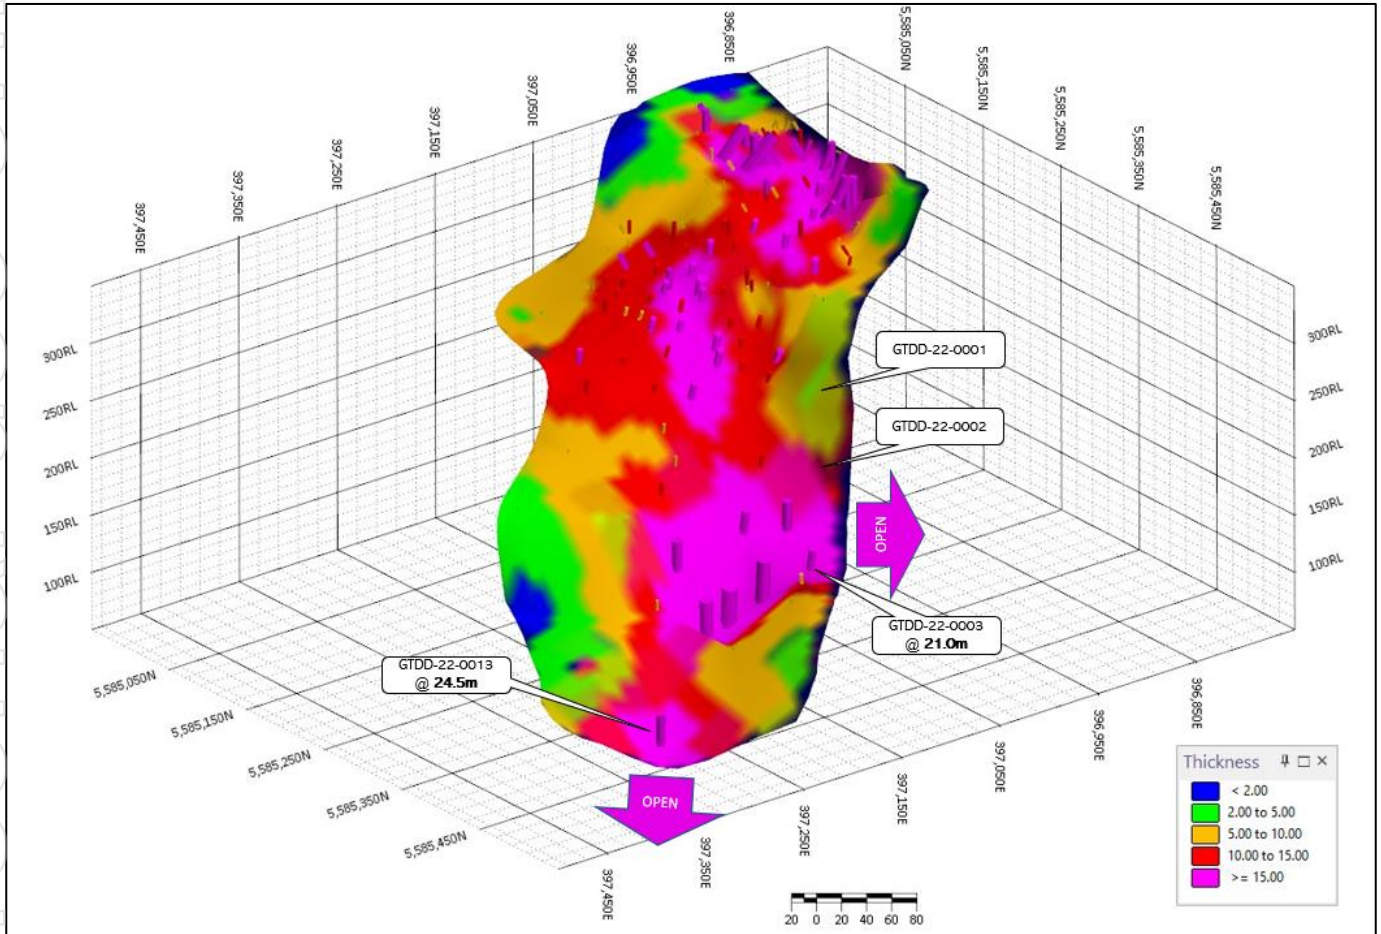 396,850E
396,950E
397,050E
397,150E
397,250E
397,350E
397,450E
5,585,050N
5,585,150N
5,585,250N
5,585,350N
5,585,450N
300RL
250RL
200RL
150RL
100RL
300RL
250RL
200RL
150RL
100RL
GTDD-22-0001
GTDD-22-0002
OPEN
GTDD-22-0003
@ 21.0m
GTDD-22-0013
@ 24.5m
OPEN
5,585,050N
5,585,150N
5,585,250N
5,585,350N
5,585,450N
396,850E
396,950E
397,050E
397,150E
397,250E
397,350E
397,450E
Thickness
< 2.00
2.00 to 5.00
5.00 to 10.00
10.00 to 15.00
>= 15.00
20 0 20 40 60 80